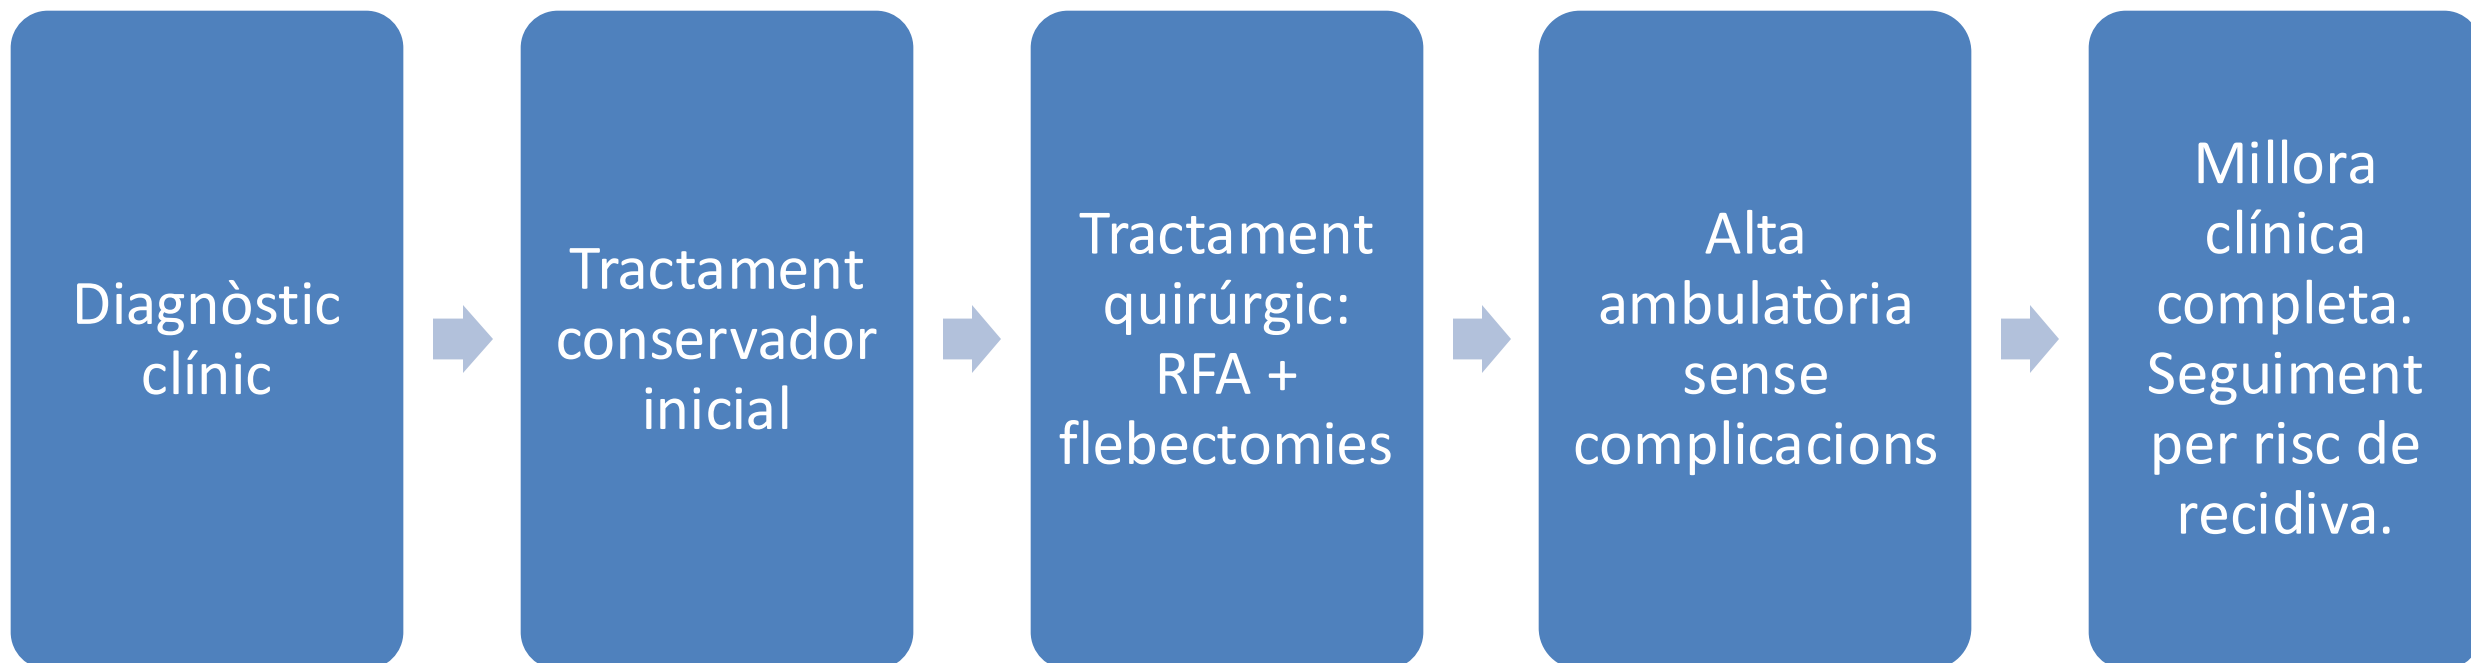 Diagnòstic
clínic
Tractament
conservador
inicial
Tractament
quirúrgic:
RFA +
flebectomies
Alta
ambulatòria
sense
complicacions
Millora
clínica
completa.
Seguiment
per risc de
recidiva.